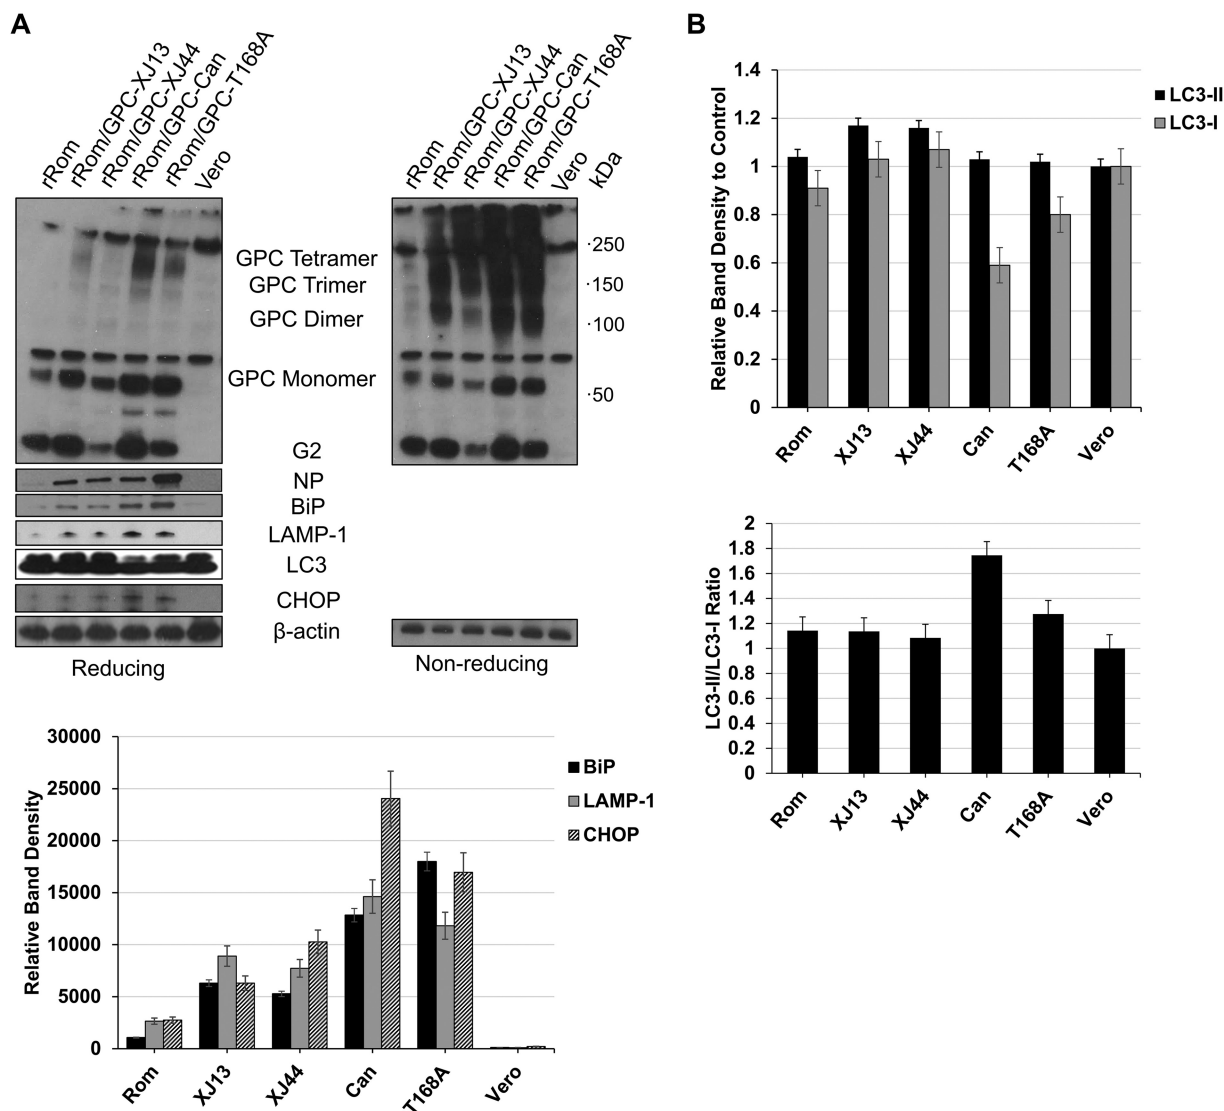 A
rRom
rRom/GPC-XJ13
rRom/GPC-XJ44
rRom/GPC-Can
rRom/GPC-T168A
Vero
rRom
rRom/GPC-XJ13
rRom/GPC-XJ44
rRom/GPC-Can
rRom/GPC-T168A
Vero
kDa
GPC Tetramer
GPC Trimer
GPC Dimer
GPC Monomer
G2
·250
·150
·100
·50
NP
BiP
LAMP-1
LC3
CHOP
β-actin
Reducing
Non-reducing
Relative Band Density
30000
25000
20000
15000
10000
5000
0
Rom
XJ13
XJ44
Can
T168A
Vero
BiP
LAMP-1
CHOP
B
Relative Band Density to Control
1.4
1.2
1
0.8
0.6
0.4
0.2
0
Rom
XJ13
XJ44
Can
T168A
Vero
LC3-II
LC3-I
LC3-II/LC3-I Ratio
2
1.8
1.6
1.4
1.2
1
0.8
0.6
0.4
0.2
0
Rom
XJ13
XJ44
Can
T168A
Vero